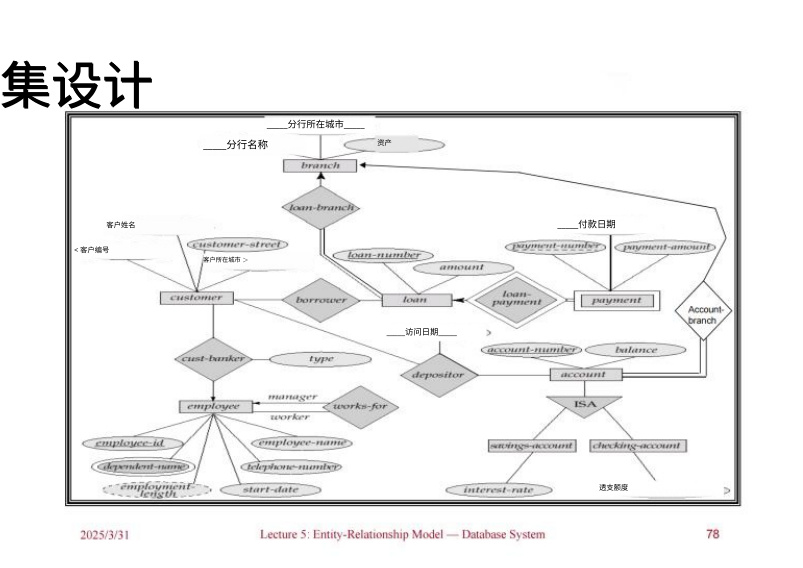 集设计
____分行所在城市____
____分行名称
资产
branch
loan-branch
客户姓名
____付款日期
< 客户编号
customer-street
客户所在城市 >
loan-number
payment-number
payment-amount
amount
customer
borrower
loan
loan-
payment
payment
Account-
branch
____访问日期____
>
account-number
balance
cust-banker
type
depositor
account
manager
employee
works-for
worker
ISA
employee-id
employee-name
savings-account
checking-account
dependent-name
telephone-number
employment-
length
start-date
interest-rate
透支额度
>
2025/3/31
Lecture 5: Entity-Relationship Model — Database System
78